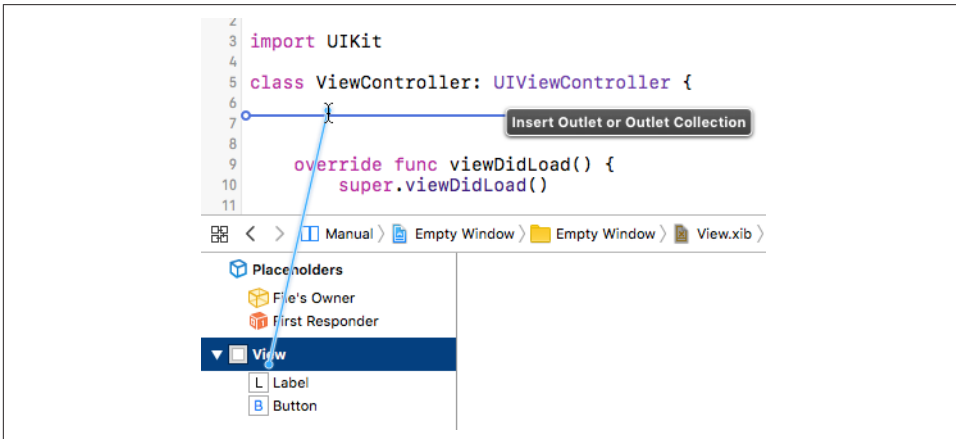 2
3 import UIKit
4
5 class ViewController: UIViewController {
6
7 Insert Outlet or Outlet Collection
8
9 override func viewDidLoad() {
10 super.viewDidLoad()
11
Manual 〉 Empty Window 〉 Empty Window 〉 View.xib 〉
Placeholders
File's Owner
First Responder
View
L Label
B Button